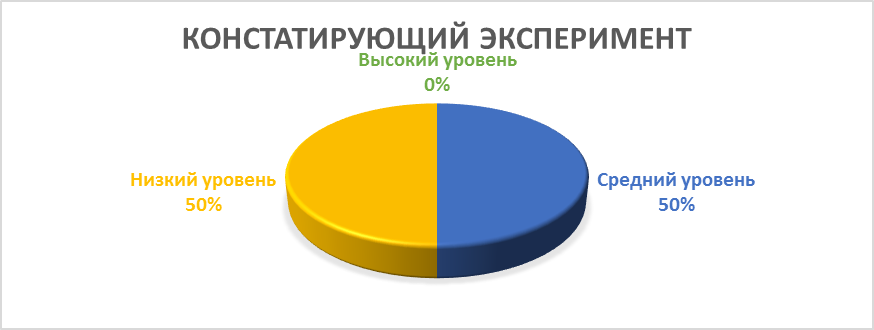 КОНСТАТИРУЮЩИЙ ЭКСПЕРИМЕНТ
Высокий уровень
0%
Низкий уровень
50%
Средний уровень
50%